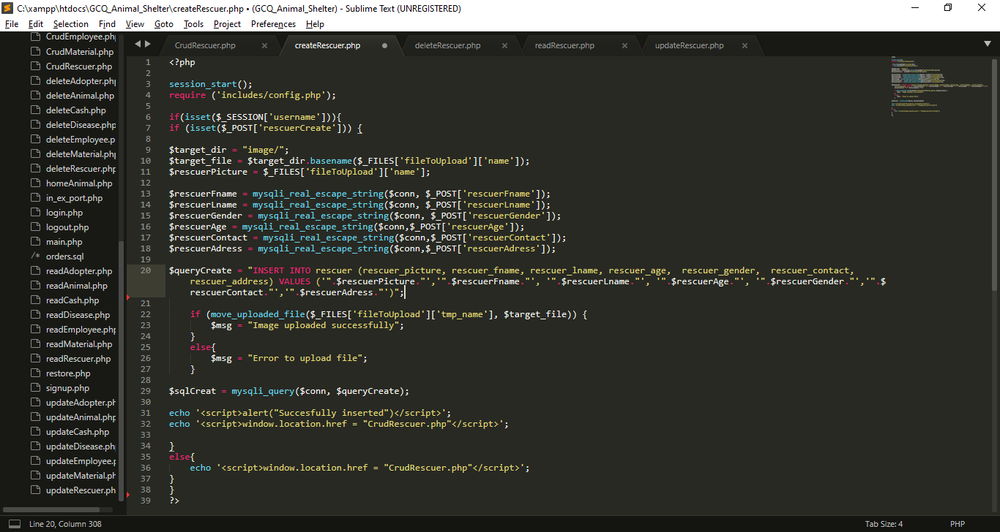 C:\xampp\htdocs\GCQ_Animal_Shelter\createRescuer.php • (GCQ_Animal_Shelter) - Sublime Text (UNREGISTERED)
File Edit Selection Find View Goto Tools Project Preferences Help
CrudEmployee.php
CrudMaterial.php
CrudRescuer.php
deleteAdopter.php
deleteAnimal.php
deleteCash.php
deleteDisease.php
deleteEmployee.p
deleteMaterial.php
deleteRescuer.php
homeAnimal.php
in_ex_port.php
login.php
logout.php
main.php
/* orders.sql
readAdopter.php
readAnimal.php
readCash.php
readDisease.php
readEmployee.php
readMaterial.php
readRescuer.php
restore.php
signup.php
updateAdopter.ph
updateAnimal.php
updateCash.php
updateDisease.ph
updateEmployee.p
updateMaterial.ph
updateRescuer.ph
CrudRescuer.php createRescuer.php deleteRescuer.php readRescuer.php updateRescuer.php
1 <?php
2
3 session_start();
4 require ('includes/config.php');
5
6 if(isset($_SESSION['username'])){
7 if (isset($_POST['rescuerCreate'])) {
8
9 $target_dir = "image/";
10 $target_file = $target_dir.basename($_FILES['fileToUpload']['name']);
11 $rescuerPicture = $_FILES['fileToUpload']['name'];
12
13 $rescuerFname = mysqli_real_escape_string($conn, $_POST['rescuerFname']);
14 $rescuerLname = mysqli_real_escape_string($conn, $_POST['rescuerLname']);
15 $rescuerGender = mysqli_real_escape_string($conn, $_POST['rescuerGender']);
16 $rescuerAge = mysqli_real_escape_string($conn,$_POST['rescuerAge']);
17 $rescuerContact = mysqli_real_escape_string($conn,$_POST['rescuerContact']);
18 $rescuerAdress = mysqli_real_escape_string($conn,$_POST['rescuerAdress']);
19
20 $queryCreate = "INSERT INTO rescuer (rescuer_picture, rescuer_fname, rescuer_lname, rescuer_age,  rescuer_gender,  rescuer_contact,
rescuer_address) VALUES ('".$rescuerPicture."','".$rescuerFname."', '".$rescuerLname."', '".$rescuerAge."', '".$rescuerGender."','".$
rescuerContact."','".$rescuerAdress."')";
21
22 if (move_uploaded_file($_FILES['fileToUpload']['tmp_name'], $target_file)) {
23 $msg = "Image uploaded successfully";
24 }
25 else{
26 $msg = "Error to upload file";
27 }
28
29 $sqlCreat = mysqli_query($conn, $queryCreate);
30
31 echo '<script>alert("Succesfully inserted")</script>';
32 echo '<script>window.location.href = "CrudRescuer.php"</script>';
33
34 }
35 else{
36 echo '<script>window.location.href = "CrudRescuer.php"</script>';
37 }
38 }
39 ?>
Line 20, Column 308 Tab Size: 4 PHP